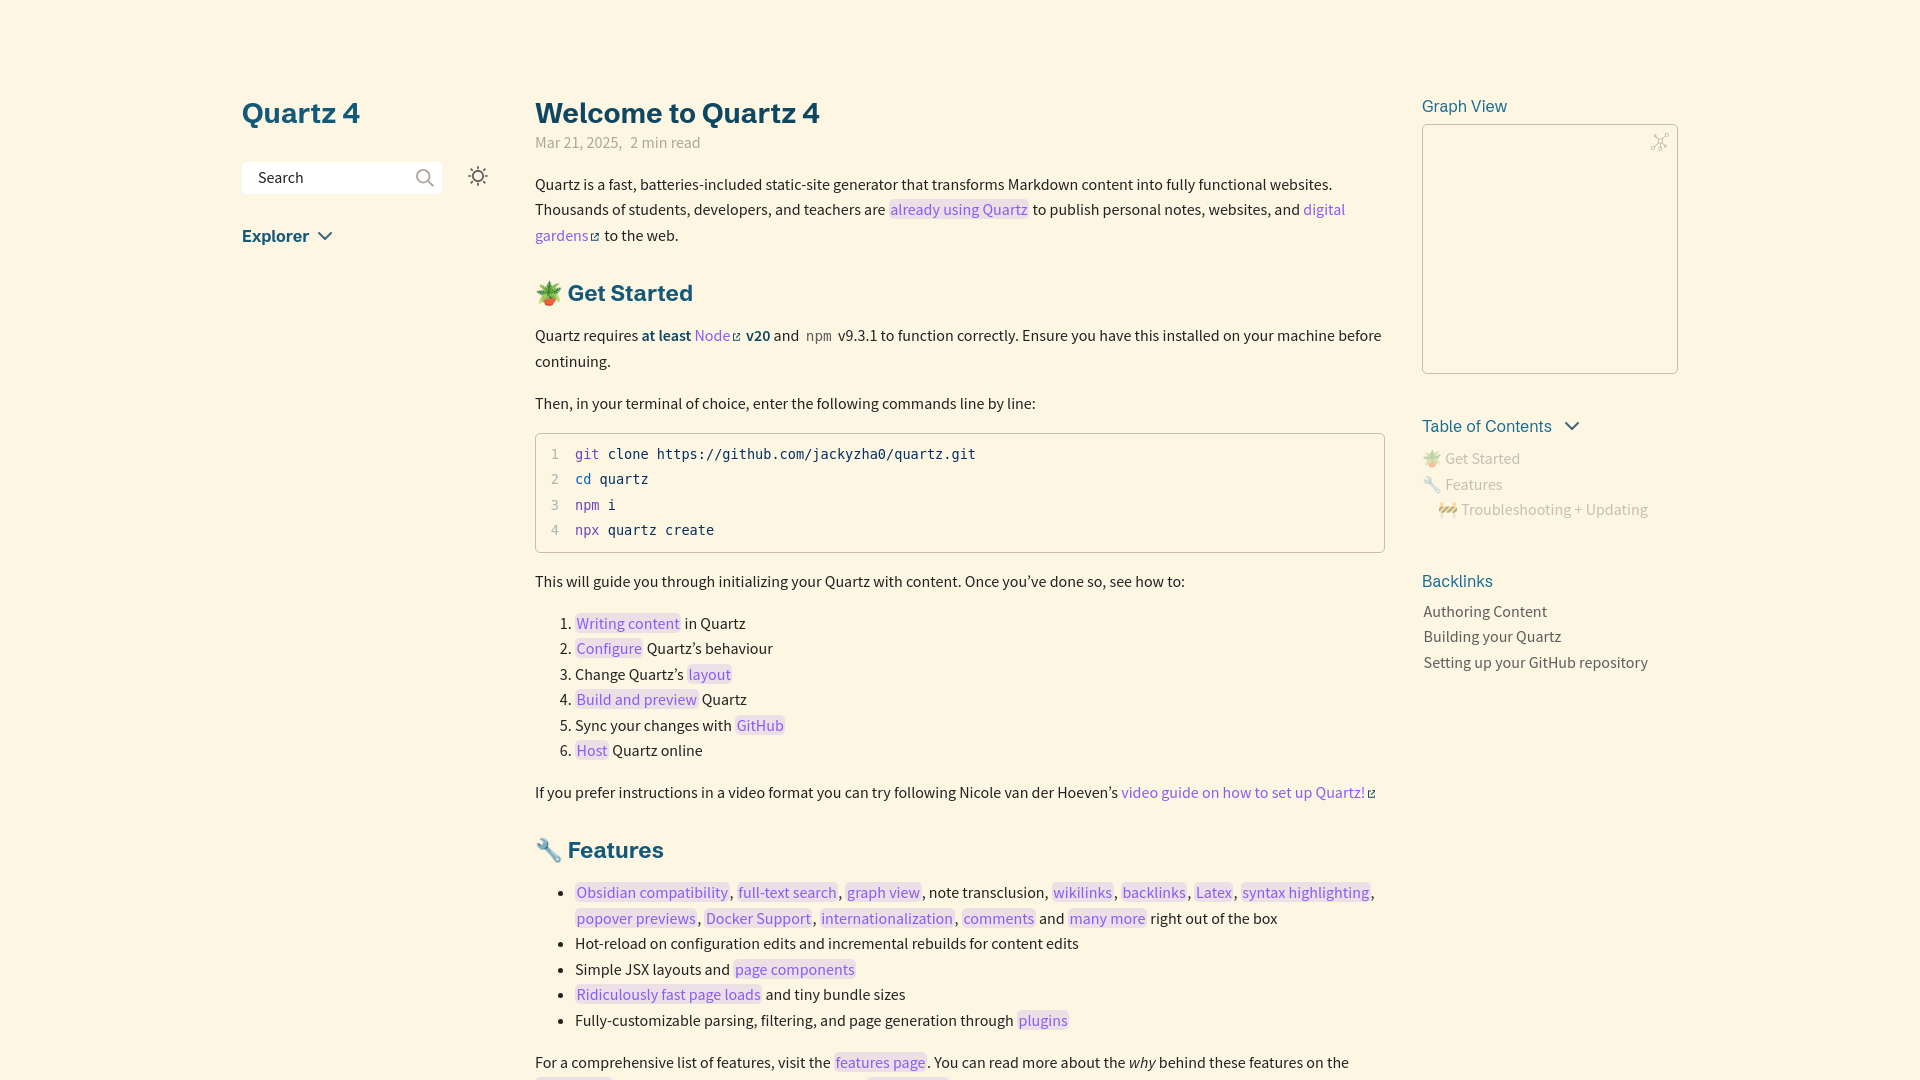 Quartz 4
Search
Explorer
Welcome to Quartz 4
Mar 21, 2025, 2 min read
Quartz is a fast, batteries-included static-site generator that transforms Markdown content into fully functional websites.
Thousands of students, developers, and teachers are already using Quartz to publish personal notes, websites, and digital
gardens to the web.
🪴 Get Started
Quartz requires at least Node v20 and npm v9.3.1 to function correctly. Ensure you have this installed on your machine before
continuing.
Then, in your terminal of choice, enter the following commands line by line:
1 git clone https://github.com/jackyzha0/quartz.git
2 cd quartz
3 npm i
4 npx quartz create
This will guide you through initializing your Quartz with content. Once you’ve done so, see how to:
1. Writing content in Quartz
2. Configure Quartz’s behaviour
3. Change Quartz’s layout
4. Build and preview Quartz
5. Sync your changes with GitHub
6. Host Quartz online
If you prefer instructions in a video format you can try following Nicole van der Hoeven’s video guide on how to set up Quartz!
🔧 Features
• Obsidian compatibility, full-text search, graph view, note transclusion, wikilinks, backlinks, Latex, syntax highlighting,
popover previews, Docker Support, internationalization, comments and many more right out of the box
• Hot-reload on configuration edits and incremental rebuilds for content edits
• Simple JSX layouts and page components
• Ridiculously fast page loads and tiny bundle sizes
• Fully-customizable parsing, filtering, and page generation through plugins
For a comprehensive list of features, visit the features page. You can read more about the why behind these features on the
Graph View
Table of Contents
🪴 Get Started
🔧 Features
🚧 Troubleshooting + Updating
Backlinks
Authoring Content
Building your Quartz
Setting up your GitHub repository